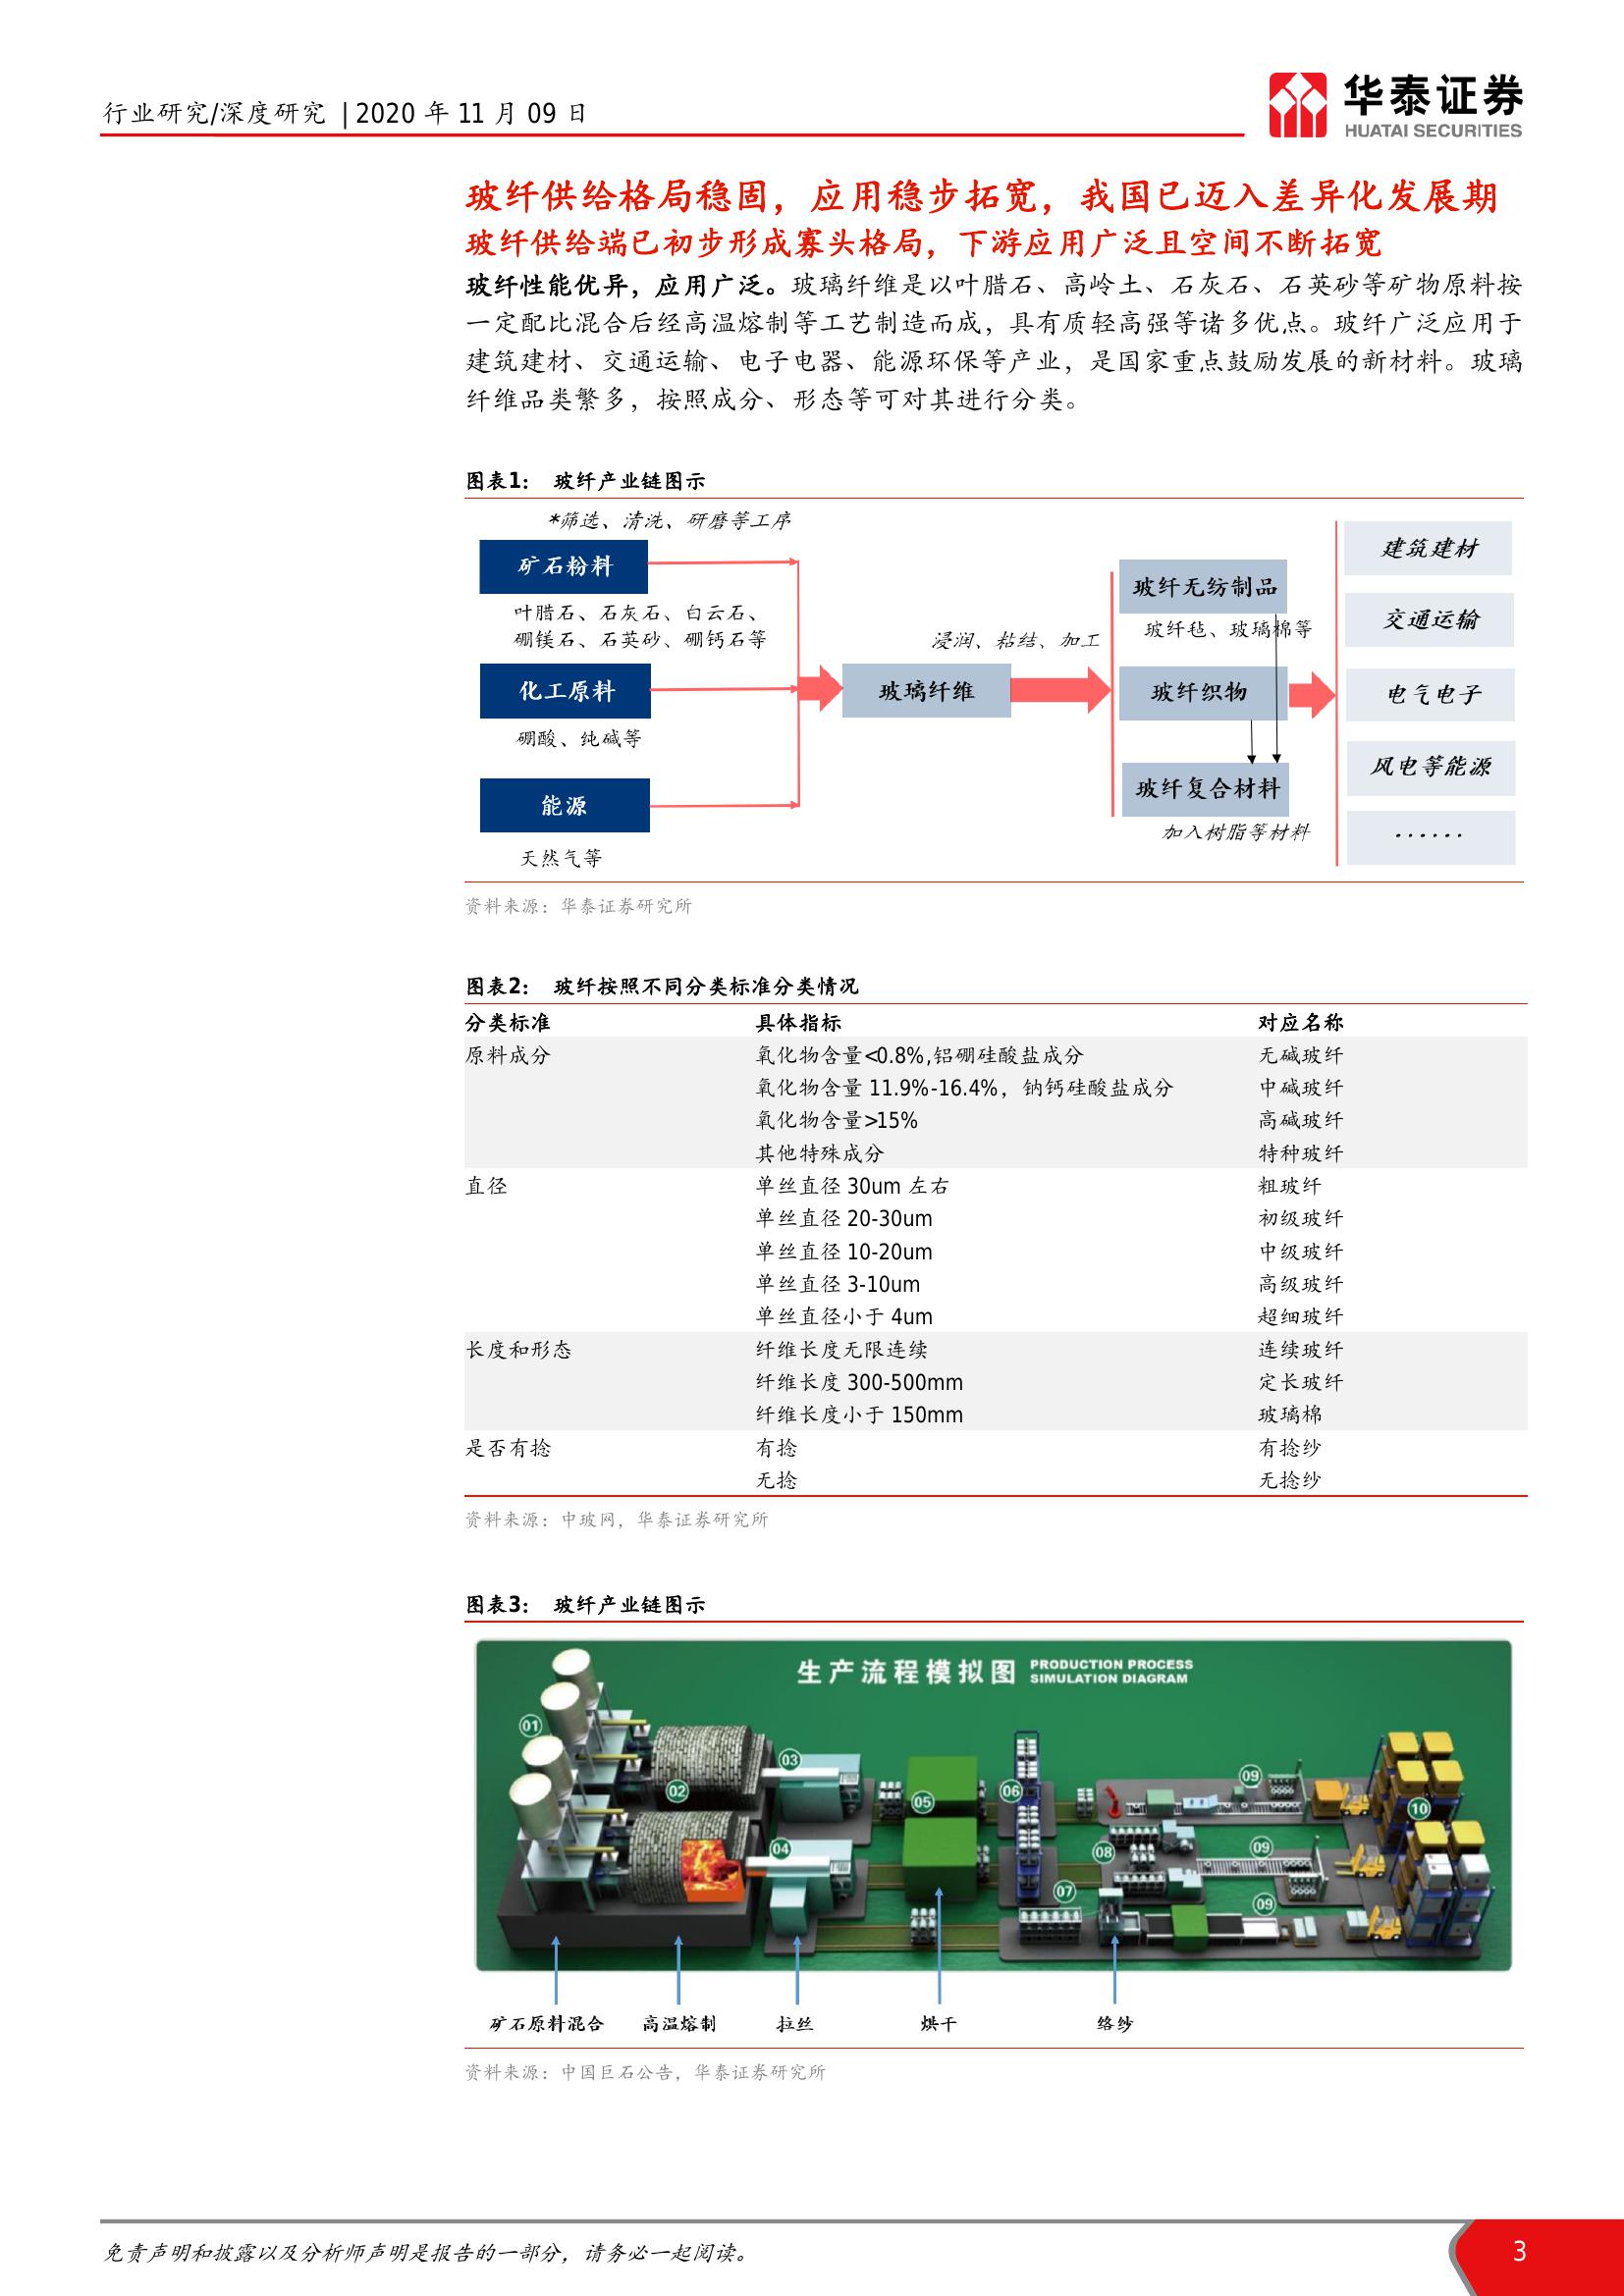 行业研究/深度研究 | 2020 年 11 月 09 日
华泰证券
HUATAI SECURITIES
玻纤供给格局稳固，应用稳步拓宽，我国已迈入差异化发展期
玻纤供给端已初步形成寡头格局，下游应用广泛且空间不断拓宽
玻纤性能优异，应用广泛。玻璃纤维是以叶腊石、高岭土、石灰石、石英砂等矿物原料按
一定配比混合后经高温熔制等工艺制造而成，具有质轻高强等诸多优点。玻纤广泛应用于
建筑建材、交通运输、电子电器、能源环保等产业，是国家重点鼓励发展的新材料。玻璃
纤维品类繁多，按照成分、形态等可对其进行分类。
图表1： 玻纤产业链图示
*筛选、清洗、研磨等工序
矿石粉料
叶腊石、石灰石、白云石、
硼镁石、石英砂、硼钙石等
化工原料
硼酸、纯碱等
能源
天然气等
玻璃纤维
浸润、粘结、加工
玻纤无纺制品
玻纤毡、玻璃棉等
玻纤织物
玻纤复合材料
加入树脂等材料
建筑建材
交通运输
电气电子
风电等能源
······
资料来源：华泰证券研究所
图表2： 玻纤按照不同分类标准分类情况
分类标准 具体指标 对应名称
原料成分 氧化物含量<0.8%,铝硼硅酸盐成分 无碱玻纤
氧化物含量 11.9%-16.4%，钠钙硅酸盐成分 中碱玻纤
氧化物含量>15% 高碱玻纤
其他特殊成分 特种玻纤
直径 单丝直径 30um 左右 粗玻纤
单丝直径 20-30um 初级玻纤
单丝直径 10-20um 中级玻纤
单丝直径 3-10um 高级玻纤
单丝直径小于 4um 超细玻纤
长度和形态 纤维长度无限连续 连续玻纤
纤维长度 300-500mm 定长玻纤
纤维长度小于 150mm 玻璃棉
是否有捻 有捻 有捻纱
无捻 无捻纱
资料来源：中玻网，华泰证券研究所
图表3： 玻纤产业链图示
生产流程模拟图 PRODUCTION PROCESS
SIMULATION DIAGRAM
01
02
03
04
05
06
07
08
09
09
09
10
矿石原料混合 高温熔制 拉丝 烘干 络纱
资料来源：中国巨石公告，华泰证券研究所
免责声明和披露以及分析师声明是报告的一部分，请务必一起阅读。
3